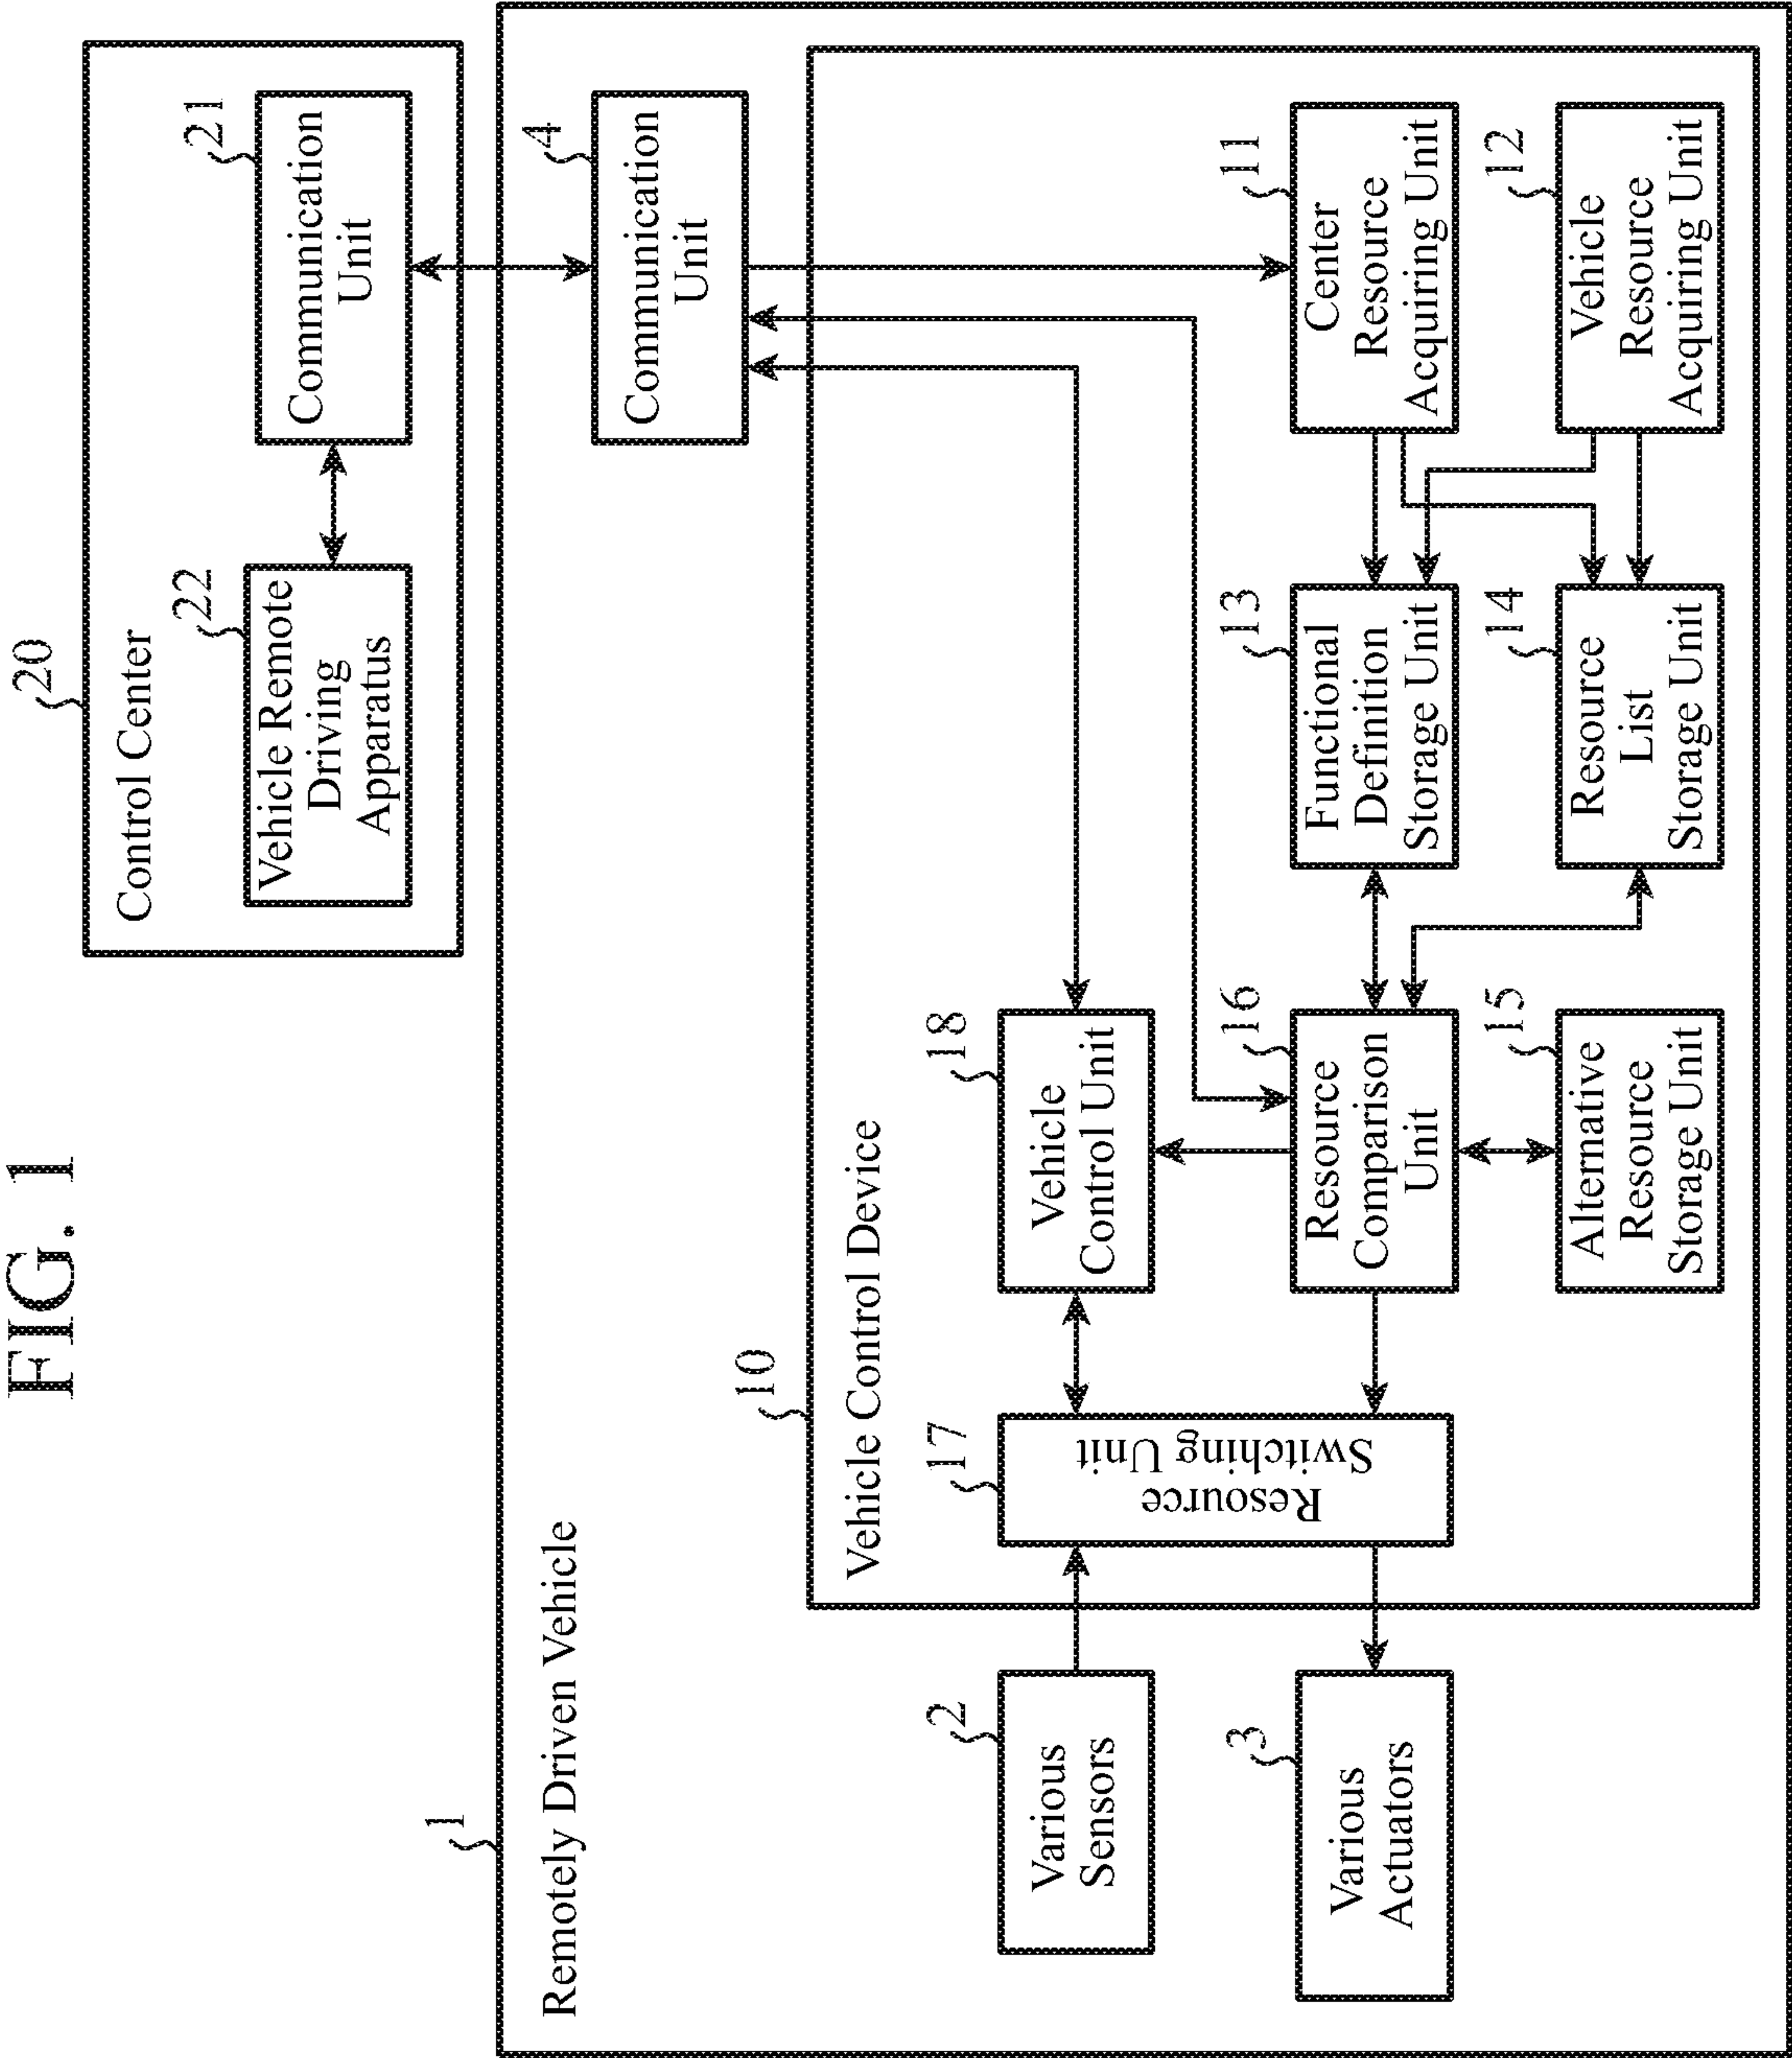 FIG. 1
20
Control Center
22
Vehicle Remote
Driving
Apparatus
21
Communication
Unit
1
Remotely Driven Vehicle
4
Communication
Unit
10
Vehicle Control Device
2
Various
Sensors
3
Various
Actuators
17
Resource
Switching Unit
18
Vehicle
Control Unit
16
Resource
Comparison
Unit
15
Alternative
Resource
Storage Unit
13
Functional
Definition
Storage Unit
14
Resource
List
Storage Unit
11
Center
Resource
Acquiring Unit
12
Vehicle
Resource
Acquiring Unit